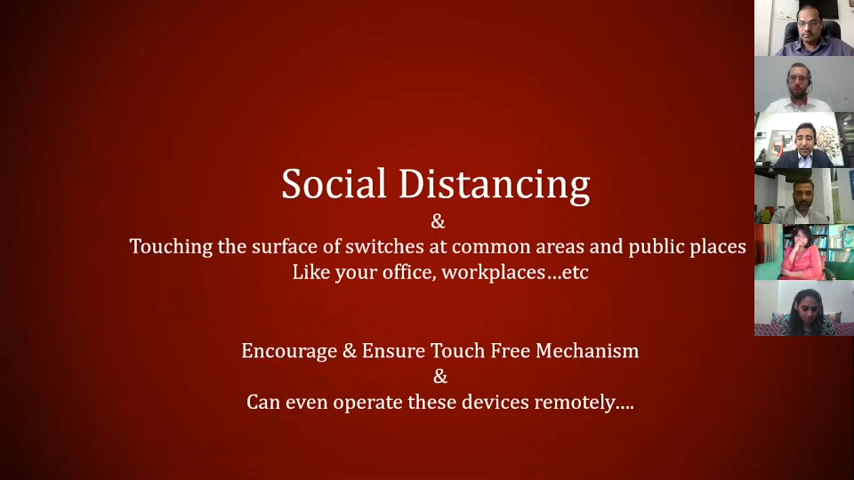 Social Distancing
&
Touching the surface of switches at common areas and public places
Like your office, workplaces...etc
Encourage & Ensure Touch Free Mechanism
&
Can even operate these devices remotely....